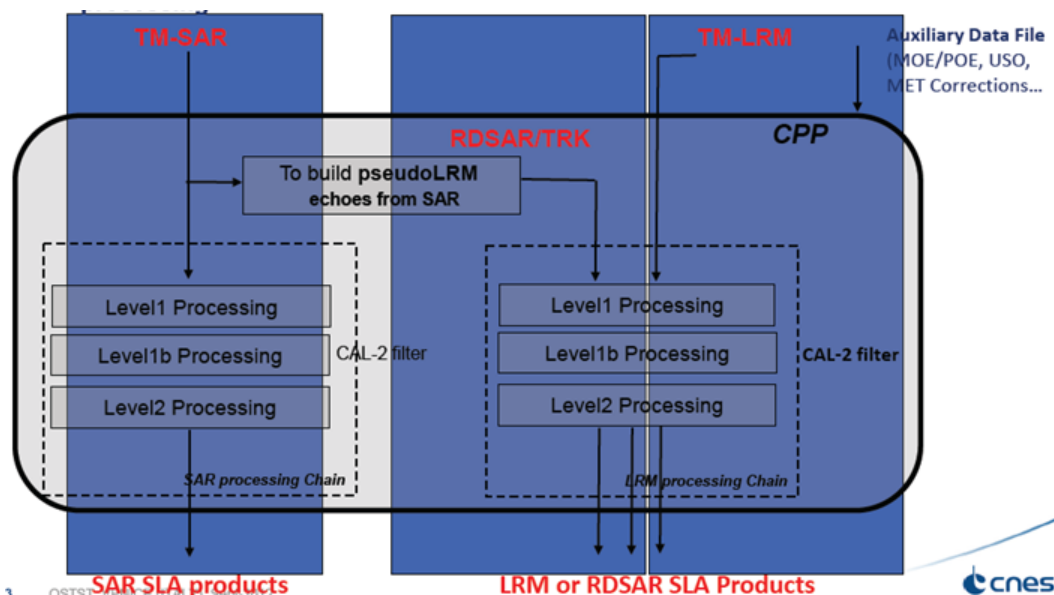 TM-SAR
TM-LRM
Auxiliary Data File
(MOE/POE, USO,
MET Corrections…
CPP
RDSAR/TRK
To build pseudoLRM
echoes from SAR
Level1 Processing
Level1b Processing
CAL-2 filter
Level2 Processing
SAR processing Chain
Level1 Processing
Level1b Processing
CAL-2 filter
Level2 Processing
LRM processing Chain
SAR SLA products
LRM or RDSAR SLA Products
3
OSTST
cnes